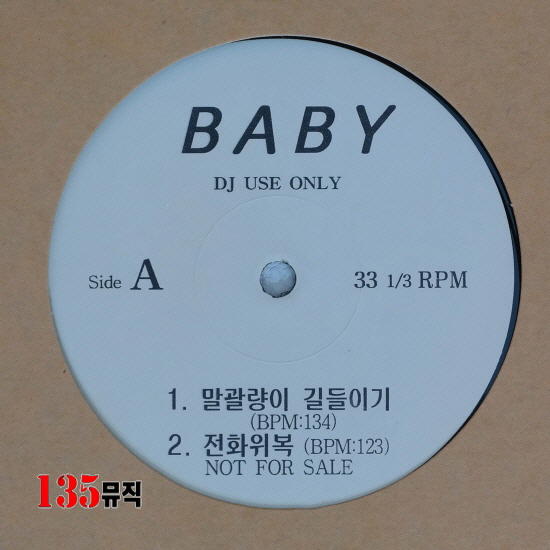 BABY
DJ USE ONLY
Side A
33 1/3 RPM
1. 말괄량이 길들이기
(BPM:134)
2. 전화위복 (BPM:123)
NOT FOR SALE
135뮤직